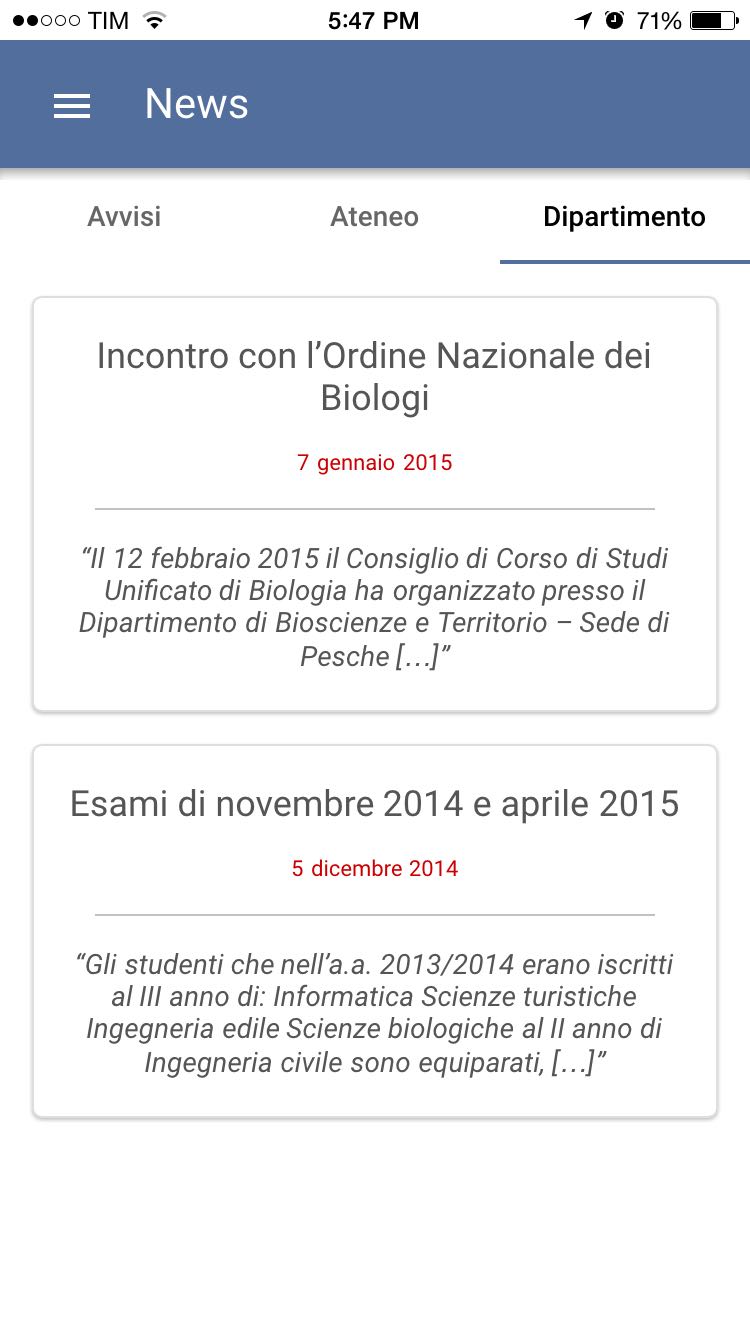 TIM 5:47 PM 71%
News
Avvisi Ateneo Dipartimento
Incontro con l’Ordine Nazionale dei
Biologi
7 gennaio 2015
“Il 12 febbraio 2015 il Consiglio di Corso di Studi
Unificato di Biologia ha organizzato presso il
Dipartimento di Bioscienze e Territorio – Sede di
Pesche […]”
Esami di novembre 2014 e aprile 2015
5 dicembre 2014
“Gli studenti che nell’a.a. 2013/2014 erano iscritti
al III anno di: Informatica Scienze turistiche
Ingegneria edile Scienze biologiche al II anno di
Ingegneria civile sono equiparati, […]”